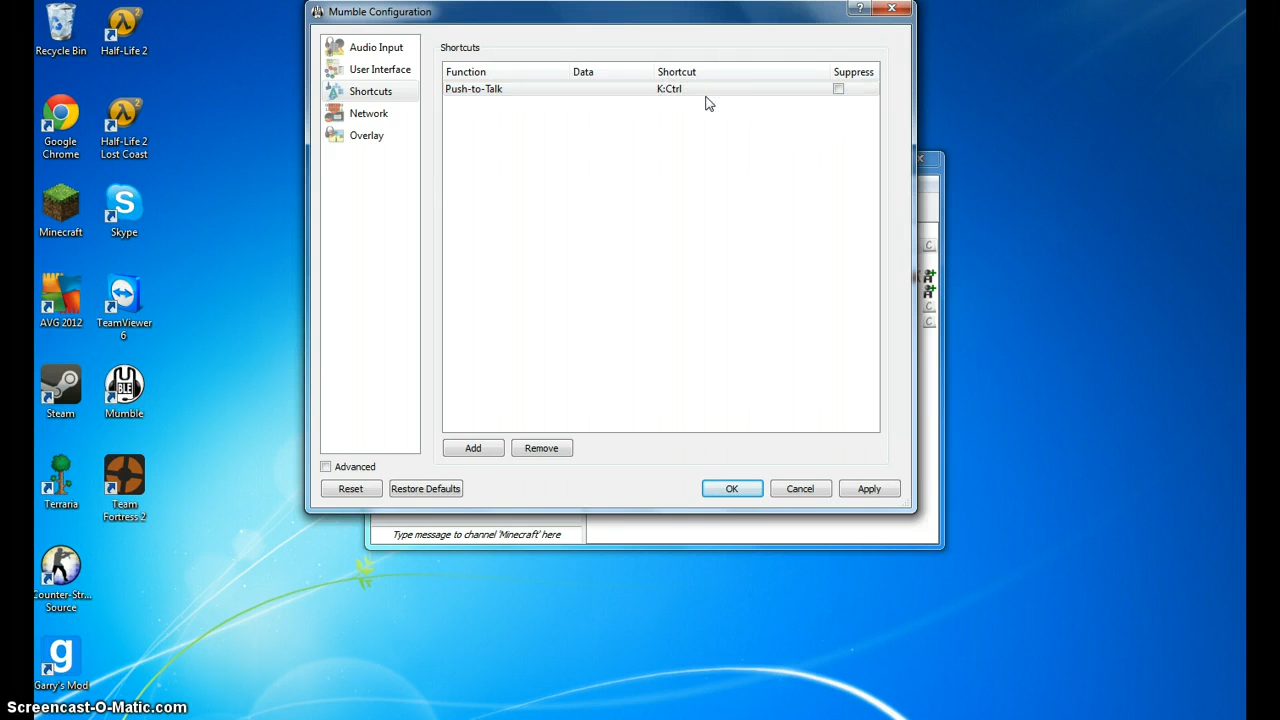 Mumble Configuration
Recycle Bin
Half-Life 2
Google
Chrome
Half-Life 2
Lost Coast
Minecraft
Skype
AVG 2012
TeamViewer
6
Steam
Mumble
Terraria
Team
Fortress 2
Counter-Str...
Source
Garry's Mod
Audio Input
User Interface
Shortcuts
Network
Overlay
Shortcuts
Function Data Shortcut Suppress
Push-to-Talk K:Ctrl
Add Remove
Advanced
Reset Restore Defaults OK Cancel Apply
Type message to channel 'Minecraft' here
Screencast-O-Matic.com